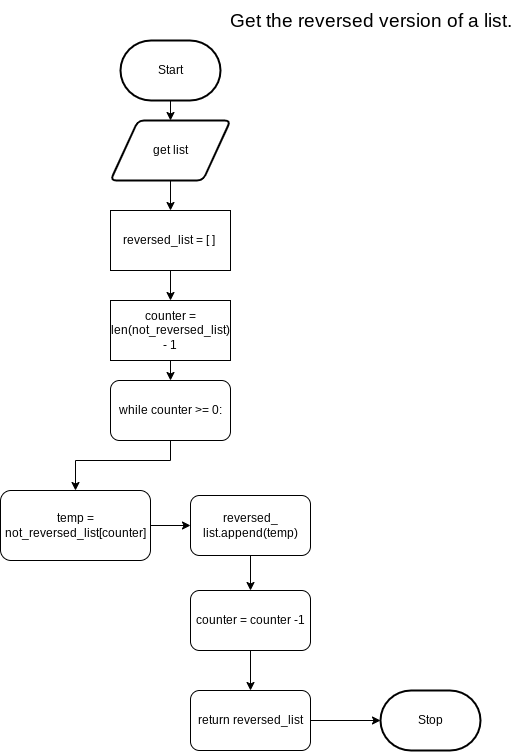 Get the reversed version of a list.
Start
get list
reversed_list = [ ]
counter =
len(not_reversed_list)
- 1
while counter >= 0:
temp =
not_reversed_list[counter]
reversed_
list.append(temp)
counter = counter -1
return reversed_list
Stop